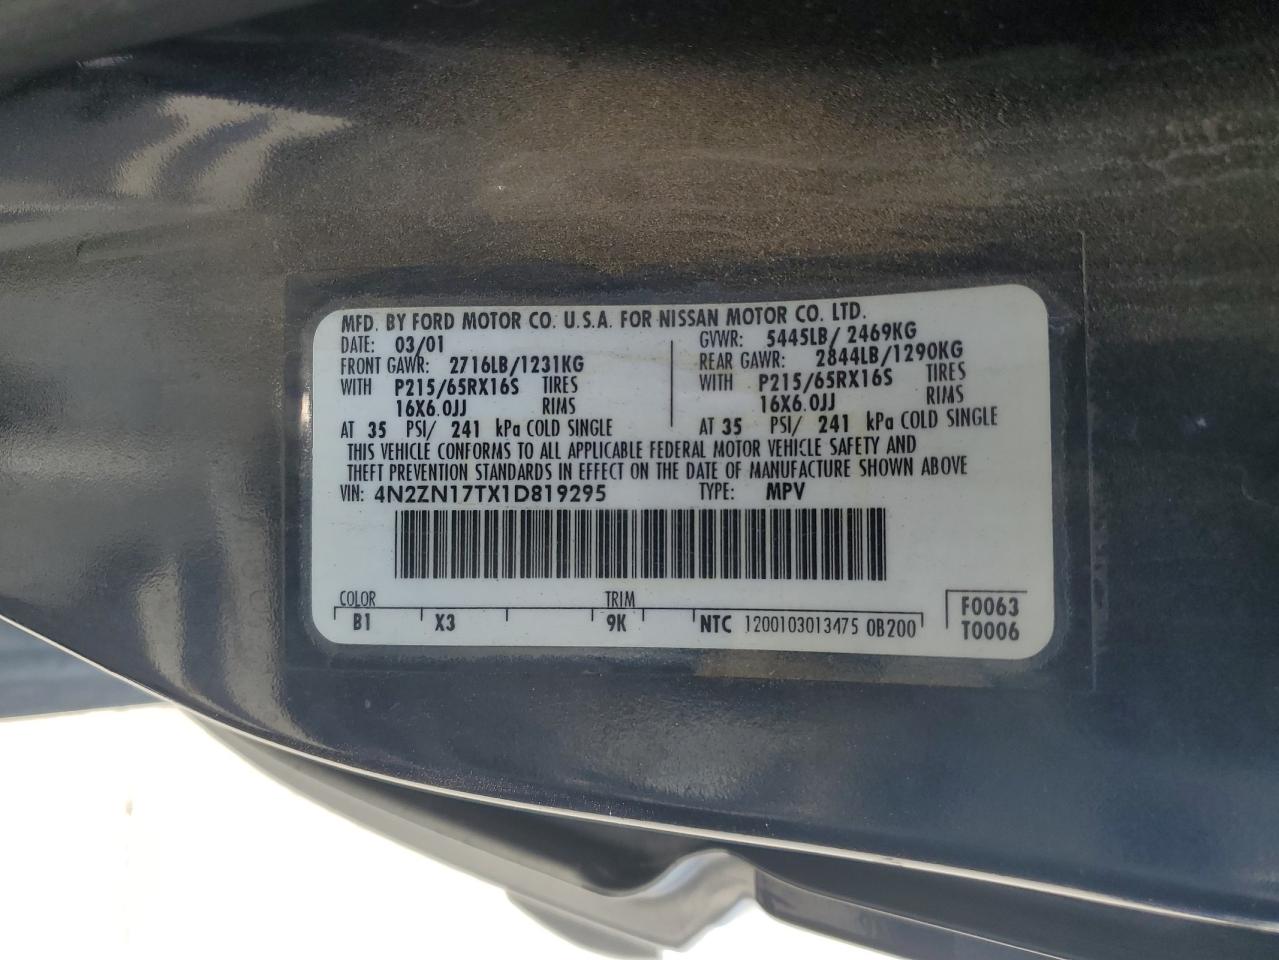 MFD. BY FORD MOTOR CO. U.S.A. FOR NISSAN MOTOR CO. LTD.
DATE: 03/01 GVWR: 5445LB/ 2469KG
FRONT GAWR: 2716LB/1231KG REAR GAWR: 2844LB/1290KG
WITH P215/65RX16S TIRES WITH P215/65RX16S TIRES
16X6.0JJ RIMS 16X6.0JJ RIMS
AT 35 PSI/ 241 kPa COLD SINGLE AT 35 PSI/ 241 kPa COLD SINGLE
THIS VEHICLE CONFORMS TO ALL APPLICABLE FEDERAL MOTOR VEHICLE SAFETY AND
THEFT PREVENTION STANDARDS IN EFFECT ON THE DATE OF MANUFACTURE SHOWN ABOVE
VIN: 4N2ZN17TX1D819295 TYPE: MPV
COLOR TRIM
B1 X3 9K NTC 1200103013475 0B200
F0063
T0006